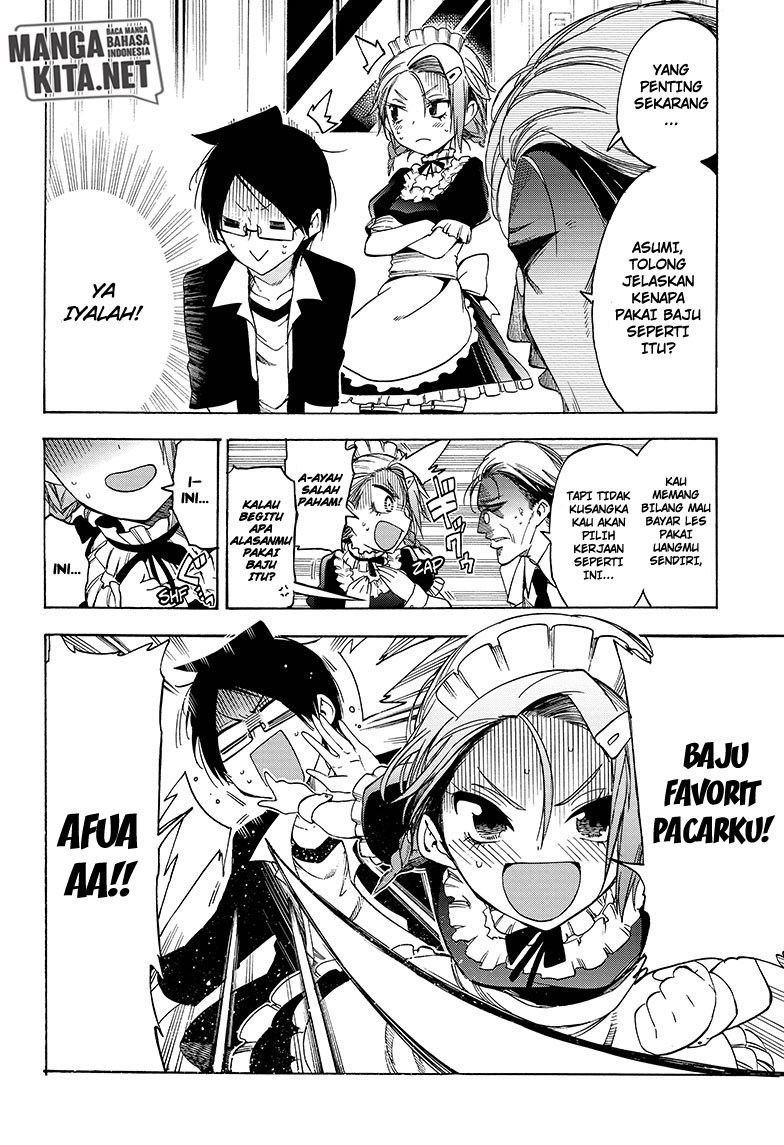 MANGA
KITA.NET
BACA MANGA
BAHASA
INDONESIA
YANG
PENTING
SEKARANG
...
ASUMI,
TOLONG
JELASKAN
KENAPA
PAKAI BAJU
SEPERTI
ITU?
YA
IYALAH!
KAU
MEMANG
BILANG MAU
BAYAR LES
PAKAI
UANGMU
SENDIRI,
TAPI TIDAK
KUSANGKA
KAU AKAN
PILIH
KERJAAN
SEPERTI
INI...
ZAP
A-AYAH
SALAH
PAHAM!
KALAU
BEGITU
APA
ALASANMU
PAKAI
BAJU
ITU?
I-
INI...
INI...
SHF
BAJU
FAVORIT
PACARKU!
AFUA
AA!!